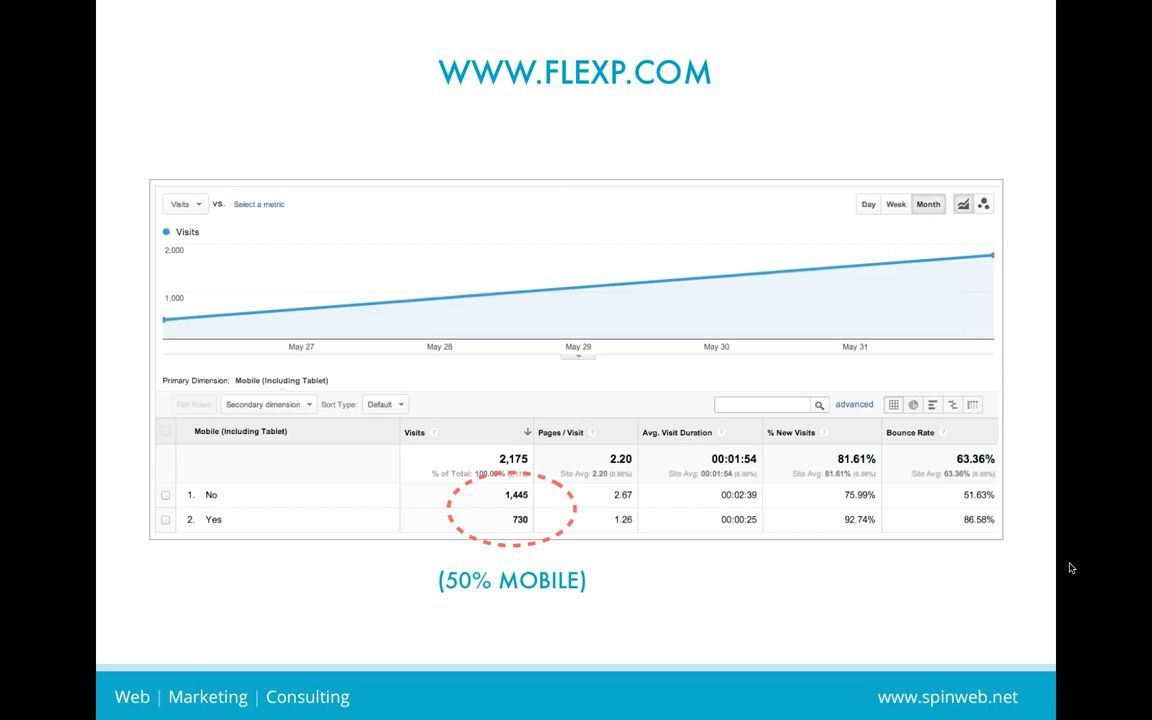 WWW.FLEXP.COM
Visits VS. Select a metric Day Week Month
Visits
2,000
1,000
May 27 May 28 May 29 May 30 May 31
Primary Dimension: Mobile (Including Tablet)
Plot Rows Secondary dimension Sort Type: Default advanced
Mobile (Including Tablet) Visits Pages / Visit Avg. Visit Duration % New Visits Bounce Rate
2,175 2.20 00:01:54 81.61% 63.36%
% of Total: Site Avg: 2.20 (0.00%) Site Avg: 00:01:54 (0.00%) Site Avg: 81.61% (0.00%) Site Avg: 63.36% (0.00%)
1. No 1,445 2.67 00:02:39 75.99% 51.63%
2. Yes 730 1.26 00:00:25 92.74% 86.58%
(50% MOBILE)
Web | Marketing | Consulting www.spinweb.net